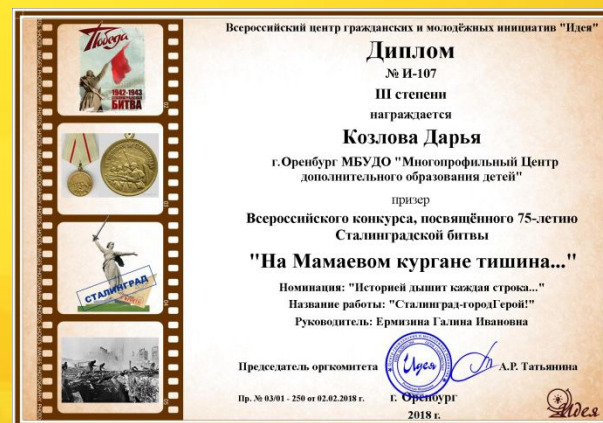 Всероссийский центр гражданских и молодёжных инициатив "Идея"
Диплом
№ И-107
III степени
награждается
Козлова Дарья
г.Оренбург МБУДО "Многопрофильный Центр
дополнительного образования детей"
призер
Всероссийского конкурса, посвящённого 75-летию
Сталинградской битвы
"На Мамаевом кургане тишина..."
Номинация: "Историей дышит каждая строка..."
Название работы: "Сталинград-городГерой!"
Руководитель: Ермизина Галина Ивановна
Председатель оргкомитета
Идея
А.Р. Татьянина
Пр. № 03/01 - 250 от 02.02.2018 г.
г. Оренбург
2018 г.
Идея
Победа
1942-1943
БИТВА
СТАЛИНГРАД